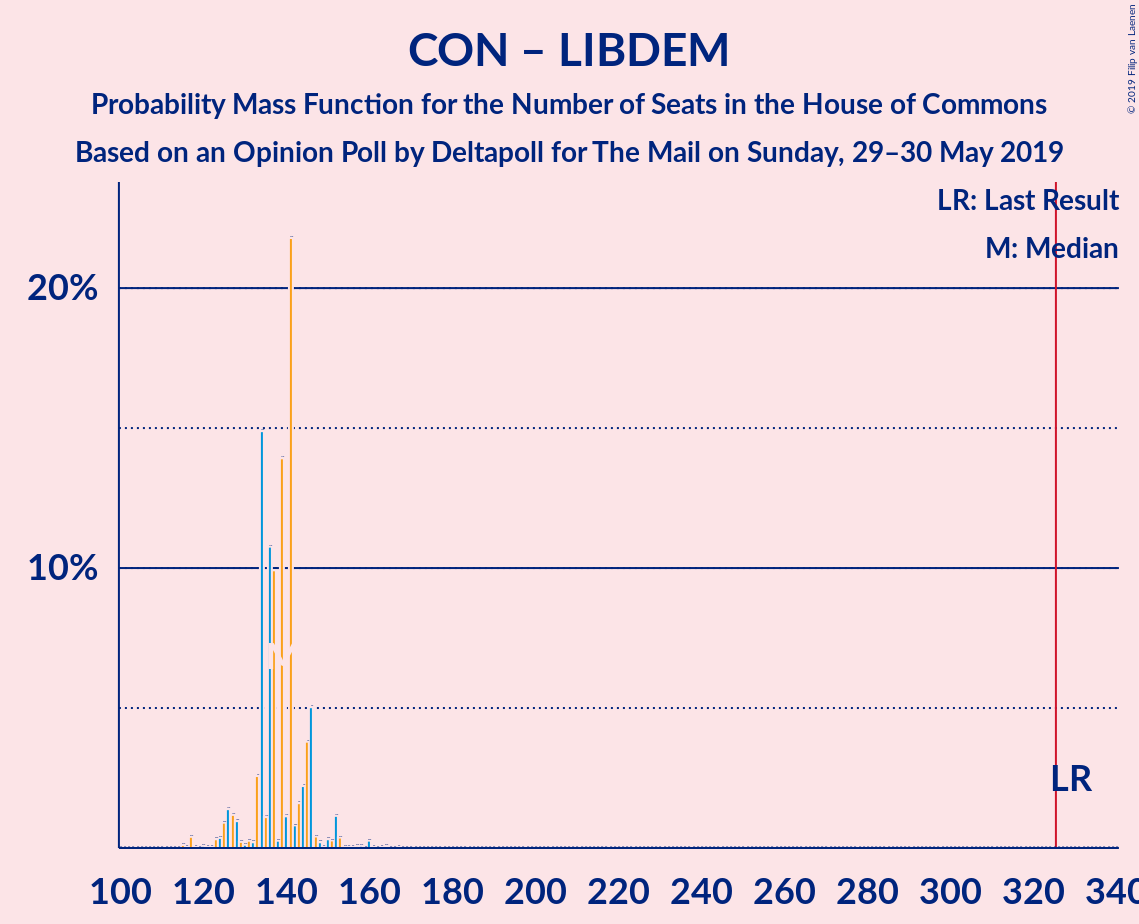 CON – LIBDEM
Probability Mass Function for the Number of Seats in the House of Commons
Based on an Opinion Poll by Deltapoll for The Mail on Sunday, 29–30 May 2019
© 2019 Filip van Laenen
LR: Last Result
M: Median
20%
10%
M
LR
100 120 140 160 180 200 220 240 260 280 300 320 340